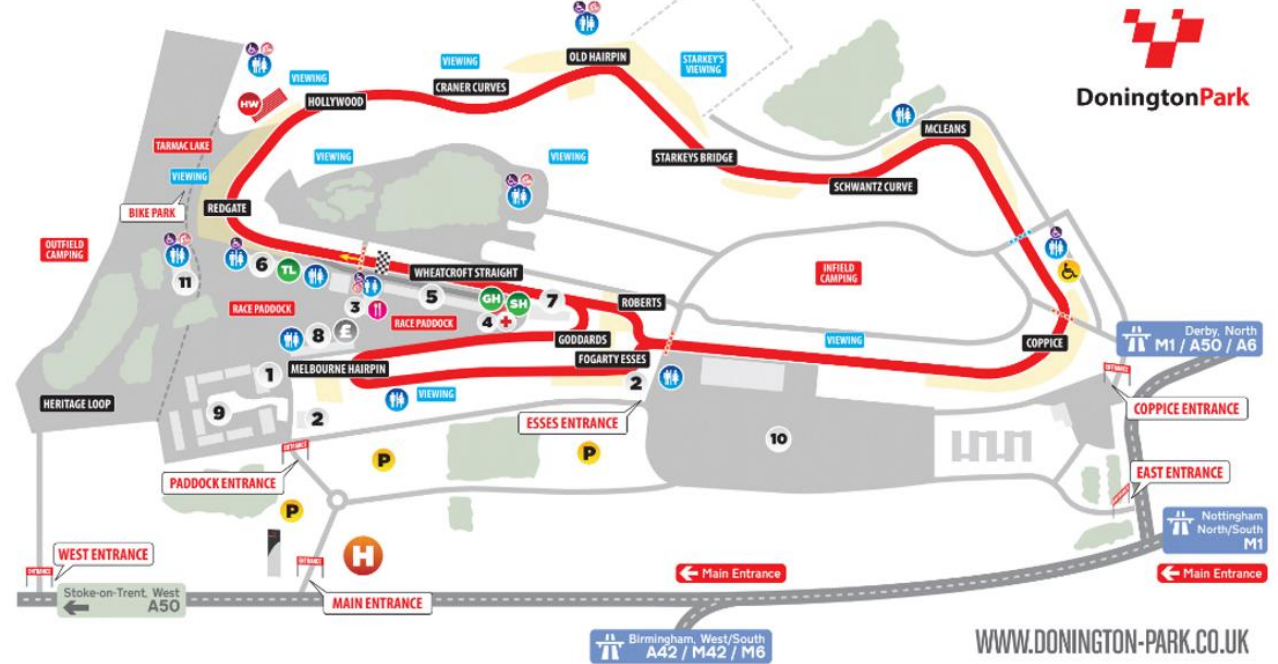 DoningtonPark
OLD HAIRPIN
VIEWING
STARKEY'S
VIEWING
VIEWING
CRANER CURVES
HOLLYWOOD
HW
MCLEANS
TARMAC LAKE
VIEWING
VIEWING
STARKEYS BRIDGE
VIEWING
SCHWANTZ CURVE
BIKE PARK
REDGATE
OUTFIELD
CAMPING
6
TL
WHEATCROFT STRAIGHT
INFIELD
CAMPING
11
5
GH
SH
7
ROBERTS
RACE PADDOCK
3
RACE PADDOCK
4
8
£
GODDARDS
VIEWING
COPPICE
Derby, North
M1 / A50 / A6
FOGARTY ESSES
MELBOURNE HAIRPIN
1
2
ENTRANCE
VIEWING
HERITAGE LOOP
9
2
ESSES ENTRANCE
COPPICE ENTRANCE
10
ENTRANCE
P
P
PADDOCK ENTRANCE
EAST ENTRANCE
P
Nottingham
North/South
M1
WEST ENTRANCE
H
ENTRANCE
ENTRANCE
Main Entrance
Main Entrance
Stoke-on-Trent, West
A50
MAIN ENTRANCE
Birmingham, West/South
A42 / M42 / M6
WWW.DONINGTON-PARK.CO.UK